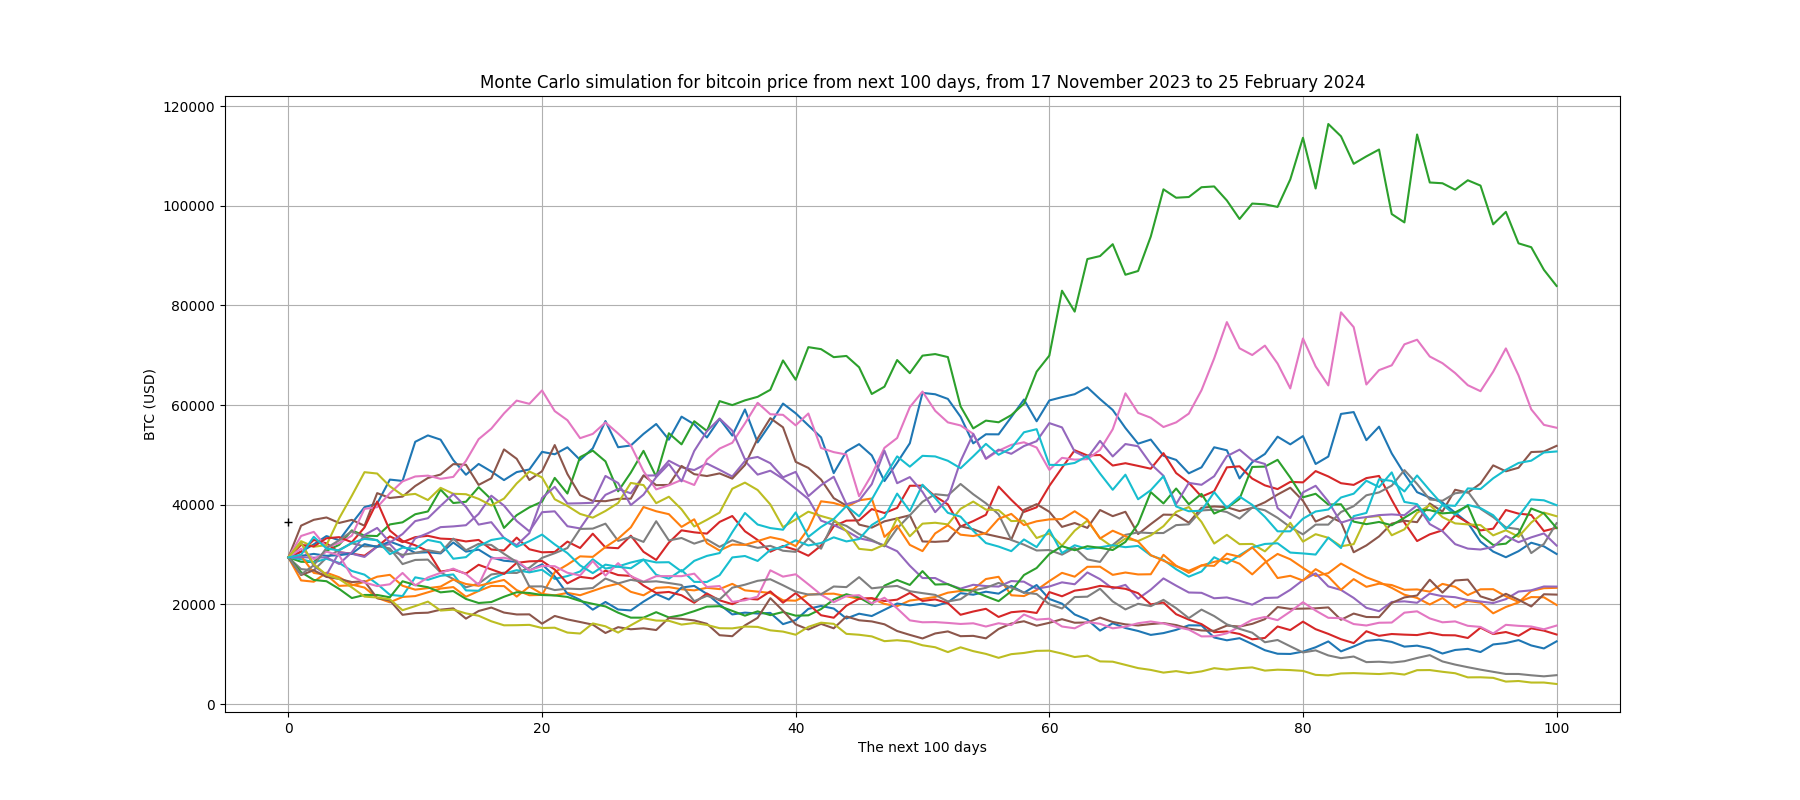 Monte Carlo simulation for bitcoin price from next 100 days, from 17 November 2023 to 25 February 2024
120000
100000
80000
60000
40000
20000
0
BTC (USD)
0 20 40 60 80 100
The next 100 days